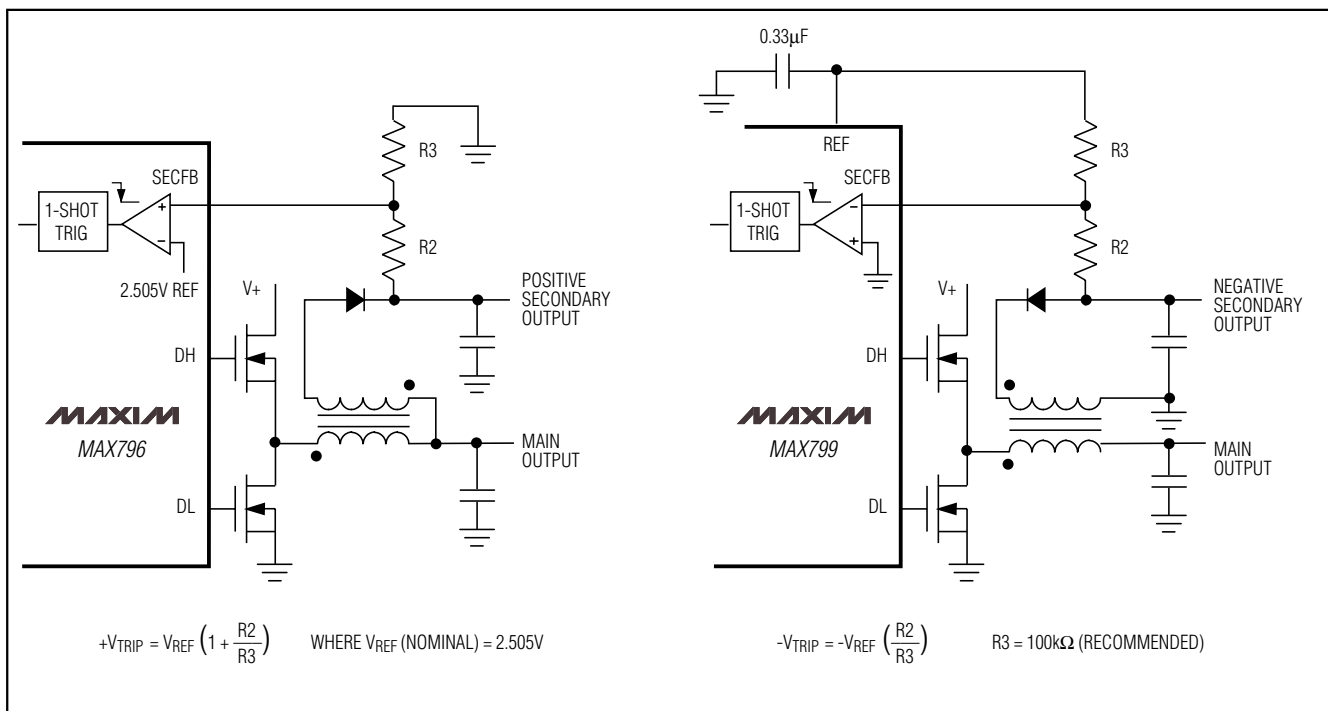 0.33μF
R3
SECFB
1-SHOT
TRIG
+
−
R2
2.505V REF
V+
POSITIVE
SECONDARY
OUTPUT
DH
MAXIM
MAX796
MAIN
OUTPUT
DL
+VTRIP = VREF (1 + R2/R3) WHERE VREF (NOMINAL) = 2.505V
REF
R3
SECFB
1-SHOT
TRIG
−
+
R2
V+
NEGATIVE
SECONDARY
OUTPUT
DH
MAXIM
MAX799
MAIN
OUTPUT
DL
-VTRIP = -VREF (R2/R3) R3 = 100kΩ (RECOMMENDED)